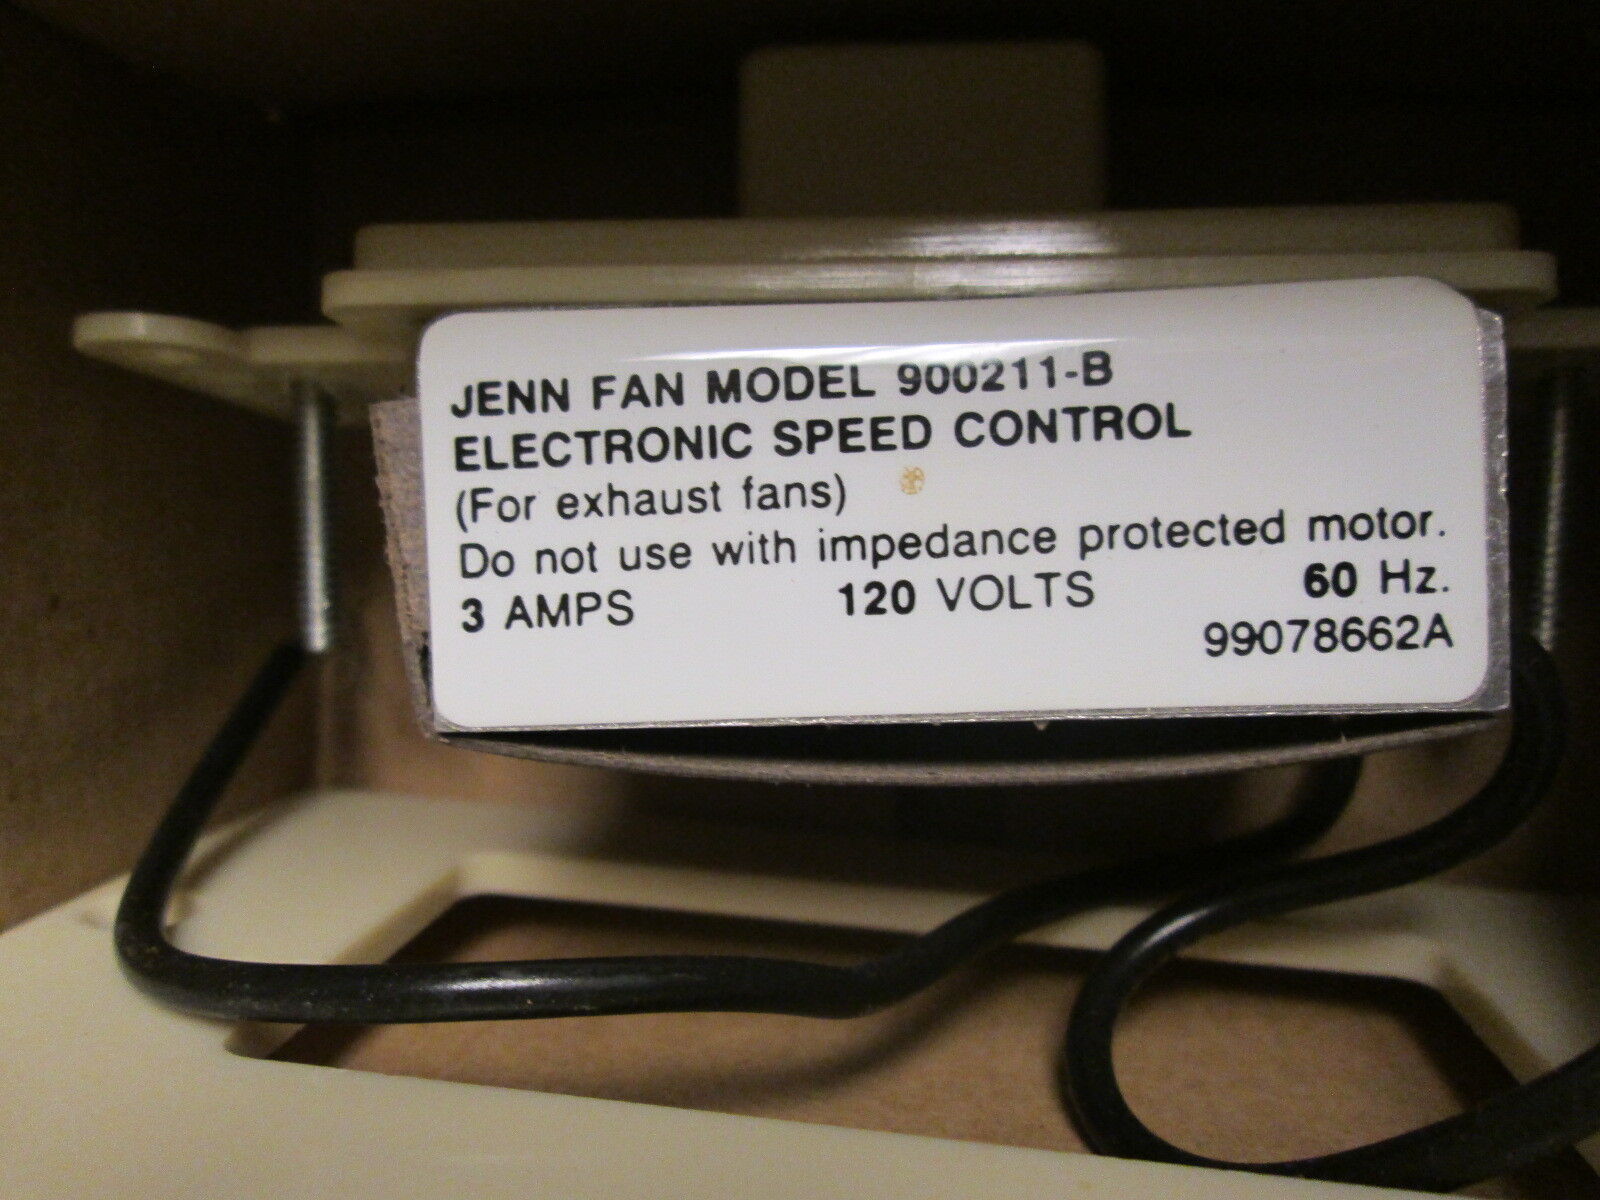 JENN FAN MODEL 900211-B
ELECTRONIC SPEED CONTROL
(For exhaust fans)
Do not use with impedance protected motor.
3 AMPS 120 VOLTS 60 Hz.
99078662A